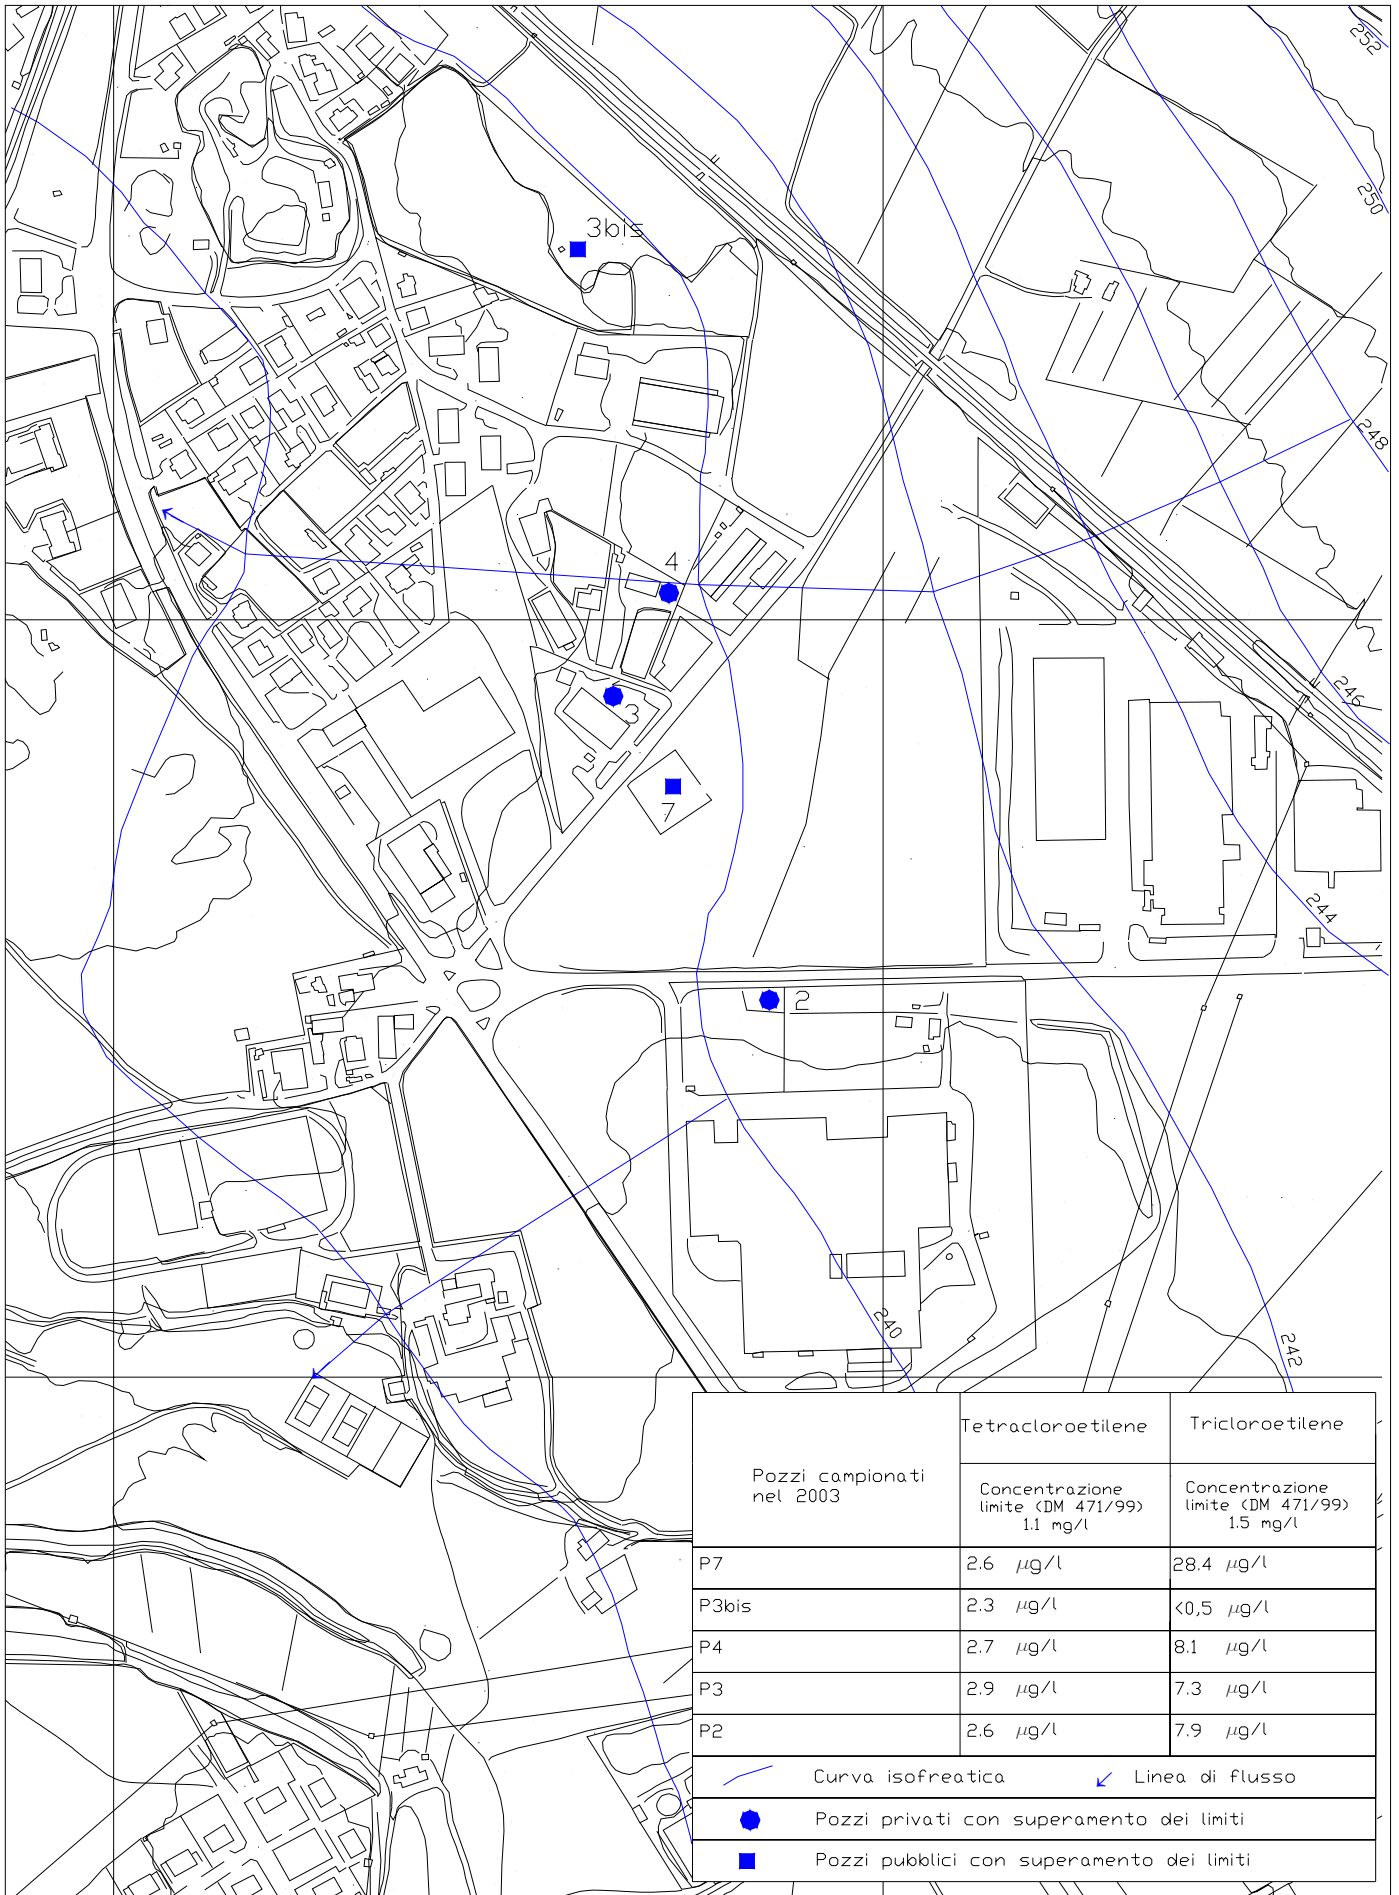 252
3bis
250
248
4
246
3
7
244
2
240
242
Pozzi campionati
nel 2003
Tetracloroetilene
Tricloroetilene
Concentrazione
limite (DM 471/99)
1.1 mg/l
Concentrazione
limite (DM 471/99)
1.5 mg/l
P7 2.6 μg/l 28.4 μg/l
P3bis 2.3 μg/l <0,5 μg/l
P4 2.7 μg/l 8.1 μg/l
P3 2.9 μg/l 7.3 μg/l
P2 2.6 μg/l 7.9 μg/l
Curva isofreatica Linea di flusso
Pozzi privati con superamento dei limiti
Pozzi pubblici con superamento dei limiti